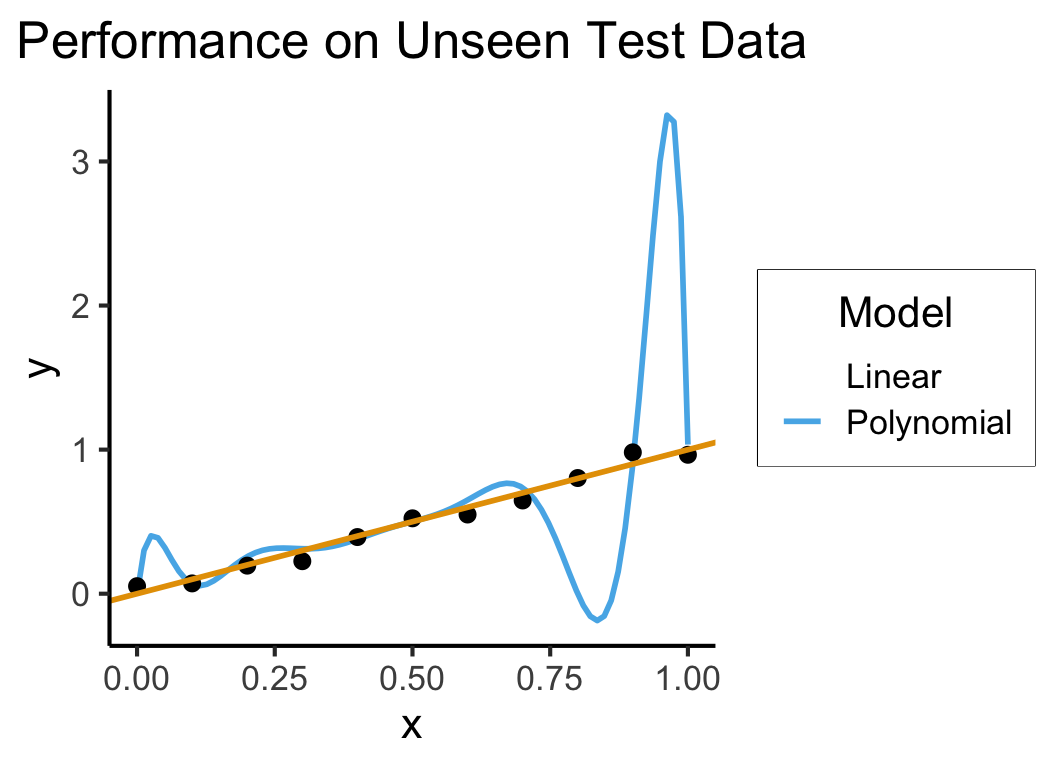 Performance on Unseen Test Data
3
2
1
0
y
0.00 0.25 0.50 0.75 1.00
x
Model
Linear
Polynomial